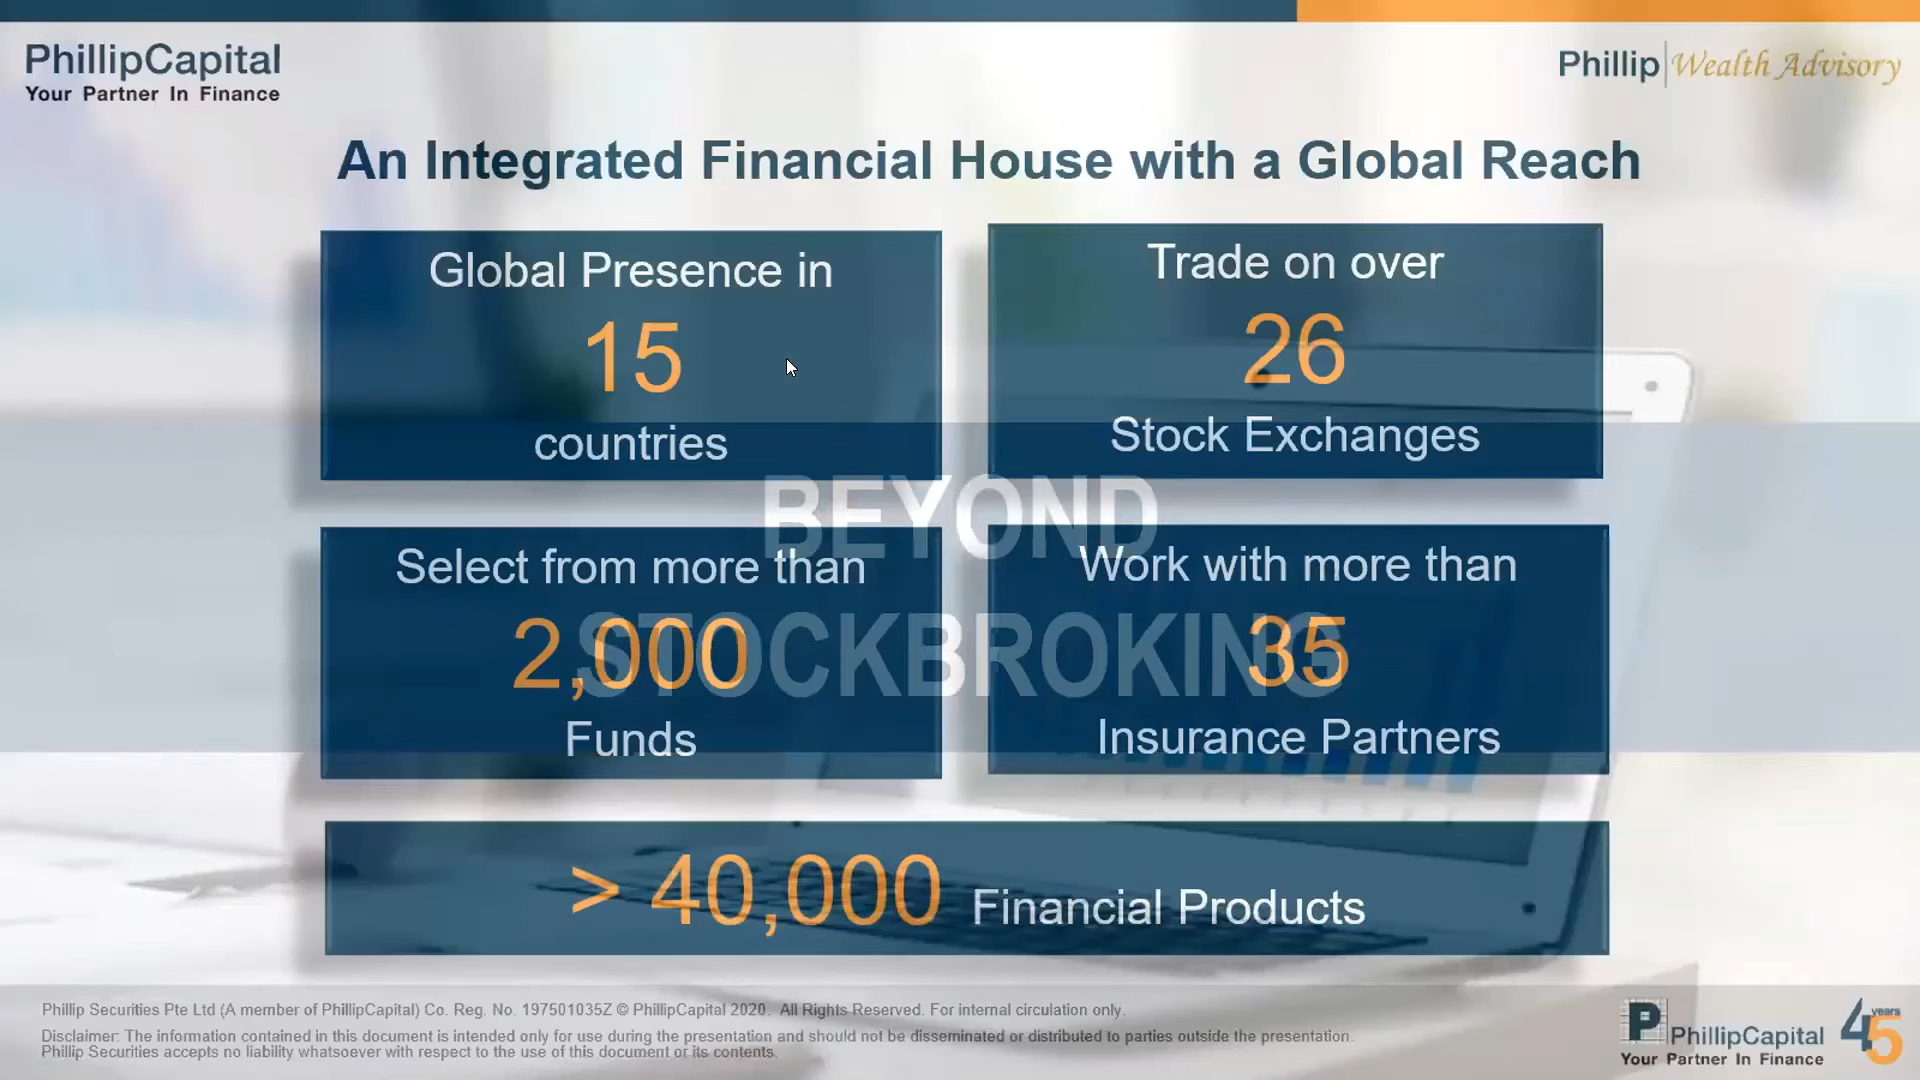 PhillipCapital
Your Partner In Finance
Phillip Wealth Advisory
An Integrated Financial House with a Global Reach
Global Presence in
15
countries
Trade on over
26
Stock Exchanges
BEYOND
STOCKBROKING
Select from more than
2,000
Funds
Work with more than
35
Insurance Partners
> 40,000 Financial Products
Phillip Securities Pte Ltd (A member of PhillipCapital) Co. Reg. No. 197501035Z © PhillipCapital 2020. All Rights Reserved. For internal circulation only.
Disclaimer: The information contained in this document is intended only for use during the presentation and should not be disseminated or distributed to parties outside the presentation.
Phillip Securities accepts no liability whatsoever with respect to the use of this document or its contents.
P PhillipCapital
Your Partner In Finance
45 years